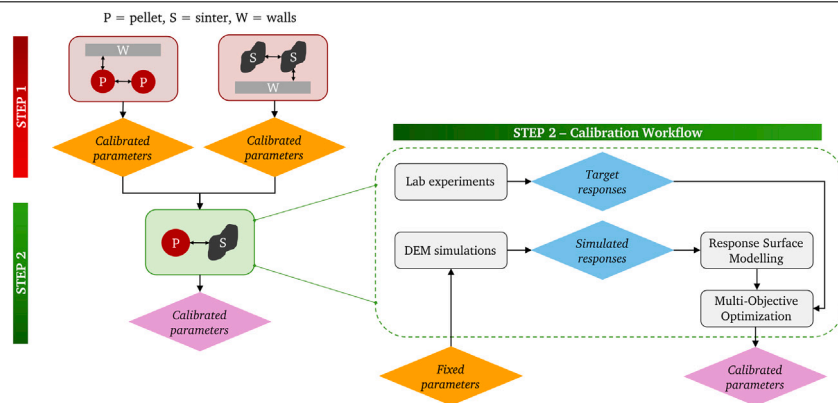 P = pellet, S = sinter, W = walls
STEP 1
W
P
P
S
S
W
Calibrated
parameters
Calibrated
parameters
STEP 2
P
S
Calibrated
parameters
STEP 2 – Calibration Workflow
Lab experiments
Target
responses
DEM simulations
Simulated
responses
Response Surface
Modelling
Multi-Objective
Optimization
Fixed
parameters
Calibrated
parameters